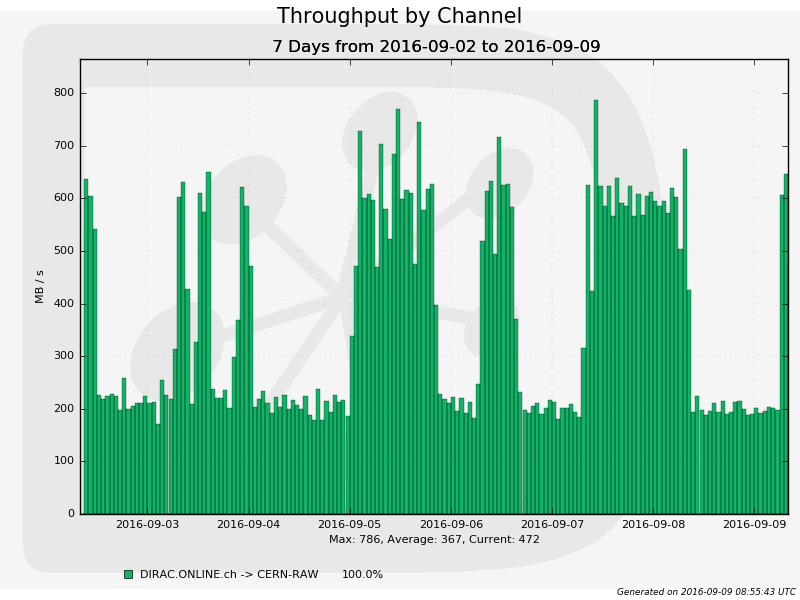 Throughput by Channel
7 Days from 2016-09-02 to 2016-09-09
800
700
600
500
400
300
200
100
0
MB / s
2016-09-03 2016-09-04 2016-09-05 2016-09-06 2016-09-07 2016-09-08 2016-09-09
Max: 786, Average: 367, Current: 472
DIRAC.ONLINE.ch -> CERN-RAW 100.0%
Generated on 2016-09-09 08:55:43 UTC